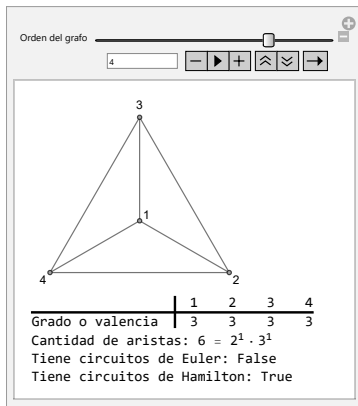 Orden del grafo
4
3
1
4
2
1 2 3 4
Grado o valencia 3 3 3 3
Cantidad de aristas: 6 = 2¹ · 3¹
Tiene circuitos de Euler: False
Tiene circuitos de Hamilton: True